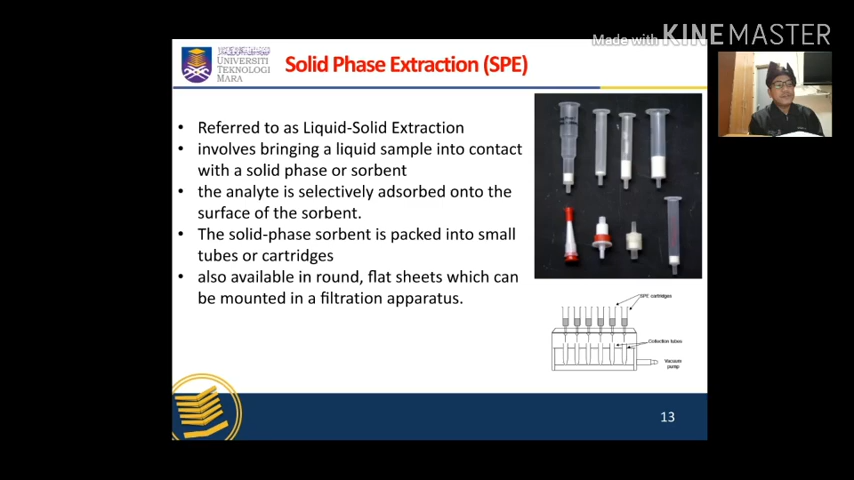 Made with KINEMASTER
UNIVERSITI
TEKNOLOGI
MARA
Solid Phase Extraction (SPE)
• Referred to as Liquid-Solid Extraction
• involves bringing a liquid sample into contact
with a solid phase or sorbent
• the analyte is selectively adsorbed onto the
surface of the sorbent.
• The solid-phase sorbent is packed into small
tubes or cartridges
• also available in round, flat sheets which can
be mounted in a filtration apparatus.
SPE cartridges
Collection tubes
Vacuum
pump
13